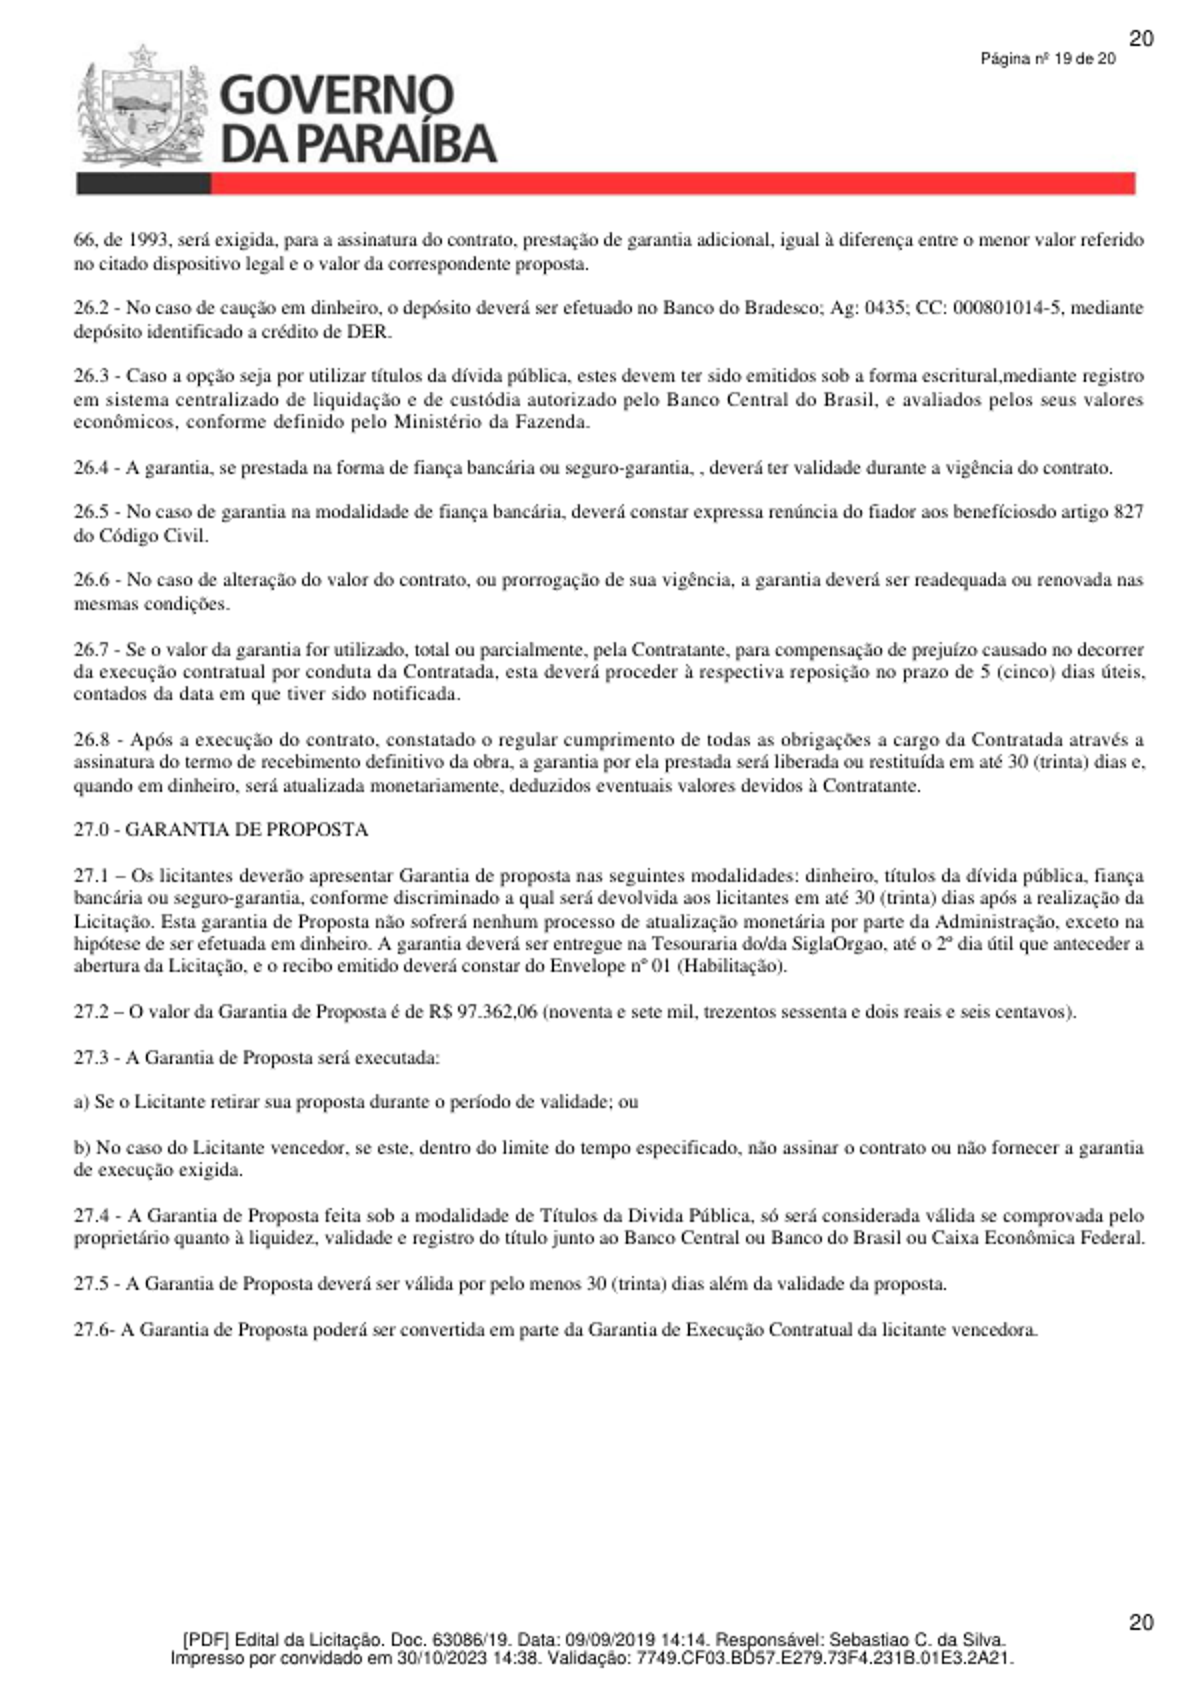 20
Página nº 19 de 20
GOVERNO
DA PARAÍBA
66, de 1993, será exigida, para a assinatura do contrato, prestação de garantia adicional, igual à diferença entre o menor valor referido
no citado dispositivo legal e o valor da correspondente proposta.
26.2 - No caso de caução em dinheiro, o depósito deverá ser efetuado no Banco do Bradesco; Ag: 0435; CC: 000801014-5, mediante
depósito identificado a crédito de DER.
26.3 - Caso a opção seja por utilizar títulos da dívida pública, estes devem ter sido emitidos sob a forma escritural,mediante registro
em sistema centralizado de liquidação e de custódia autorizado pelo Banco Central do Brasil, e avaliados pelos seus valores
econômicos, conforme definido pelo Ministério da Fazenda.
26.4 - A garantia, se prestada na forma de fiança bancária ou seguro-garantia, , deverá ter validade durante a vigência do contrato.
26.5 - No caso de garantia na modalidade de fiança bancária, deverá constar expressa renúncia do fiador aos benefíciosdo artigo 827
do Código Civil.
26.6 - No caso de alteração do valor do contrato, ou prorrogação de sua vigência, a garantia deverá ser readequada ou renovada nas
mesmas condições.
26.7 - Se o valor da garantia for utilizado, total ou parcialmente, pela Contratante, para compensação de prejuízo causado no decorrer
da execução contratual por conduta da Contratada, esta deverá proceder à respectiva reposição no prazo de 5 (cinco) dias úteis,
contados da data em que tiver sido notificada.
26.8 - Após a execução do contrato, constatado o regular cumprimento de todas as obrigações a cargo da Contratada através a
assinatura do termo de recebimento definitivo da obra, a garantia por ela prestada será liberada ou restituída em até 30 (trinta) dias e,
quando em dinheiro, será atualizada monetariamente, deduzidos eventuais valores devidos à Contratante.
27.0 - GARANTIA DE PROPOSTA
27.1 – Os licitantes deverão apresentar Garantia de proposta nas seguintes modalidades: dinheiro, títulos da dívida pública, fiança
bancária ou seguro-garantia, conforme discriminado a qual será devolvida aos licitantes em até 30 (trinta) dias após a realização da
Licitação. Esta garantia de Proposta não sofrerá nenhum processo de atualização monetária por parte da Administração, exceto na
hipótese de ser efetuada em dinheiro. A garantia deverá ser entregue na Tesouraria do/da SiglaOrgao, até o 2º dia útil que anteceder a
abertura da Licitação, e o recibo emitido deverá constar do Envelope nº 01 (Habilitação).
27.2 – O valor da Garantia de Proposta é de R$ 97.362,06 (noventa e sete mil, trezentos sessenta e dois reais e seis centavos).
27.3 - A Garantia de Proposta será executada:
a) Se o Licitante retirar sua proposta durante o período de validade; ou
b) No caso do Licitante vencedor, se este, dentro do limite do tempo especificado, não assinar o contrato ou não fornecer a garantia
de execução exigida.
27.4 - A Garantia de Proposta feita sob a modalidade de Títulos da Divida Pública, só será considerada válida se comprovada pelo
proprietário quanto à liquidez, validade e registro do título junto ao Banco Central ou Banco do Brasil ou Caixa Econômica Federal.
27.5 - A Garantia de Proposta deverá ser válida por pelo menos 30 (trinta) dias além da validade da proposta.
27.6- A Garantia de Proposta poderá ser convertida em parte da Garantia de Execução Contratual da licitante vencedora.
20
[PDF] Edital da Licitação. Doc. 63086/19. Data: 09/09/2019 14:14. Responsável: Sebastiao C. da Silva.
Impresso por convidado em 30/10/2023 14:38. Validação: 7749.CF03.BD57.E279.73F4.231B.01E3.2A21.